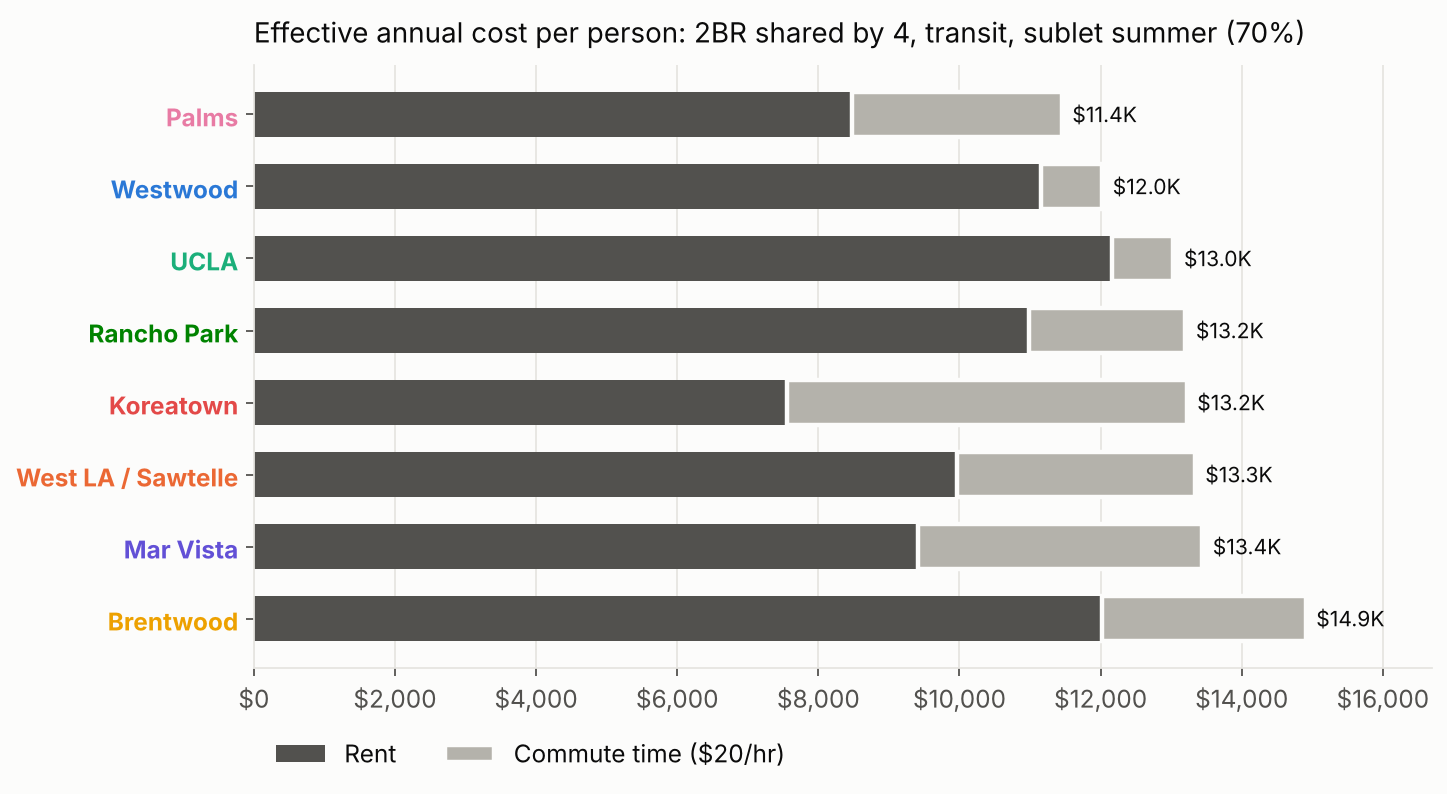 Effective annual cost per person: 2BR shared by 4, transit, sublet summer (70%)
Palms $11.4K
Westwood $12.0K
UCLA $13.0K
Rancho Park $13.2K
Koreatown $13.2K
West LA / Sawtelle $13.3K
Mar Vista $13.4K
Brentwood $14.9K
$0 $2,000 $4,000 $6,000 $8,000 $10,000 $12,000 $14,000 $16,000
Rent Commute time ($20/hr)